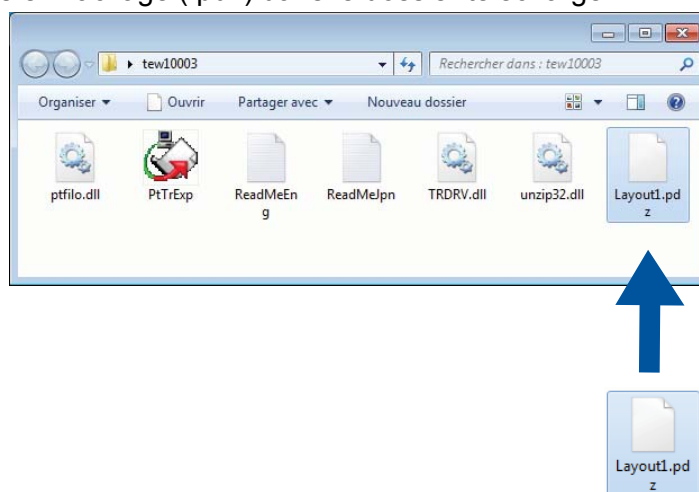 tew10003
Rechercher dans : tew10003
Organiser
Ouvrir
Partager avec
Nouveau dossier
ptfilo.dll
PtTrExp
ReadMeEn
g
ReadMeJpn
TRDRV.dll
unzip32.dll
Layout1.pd
z
Layout1.pd
z